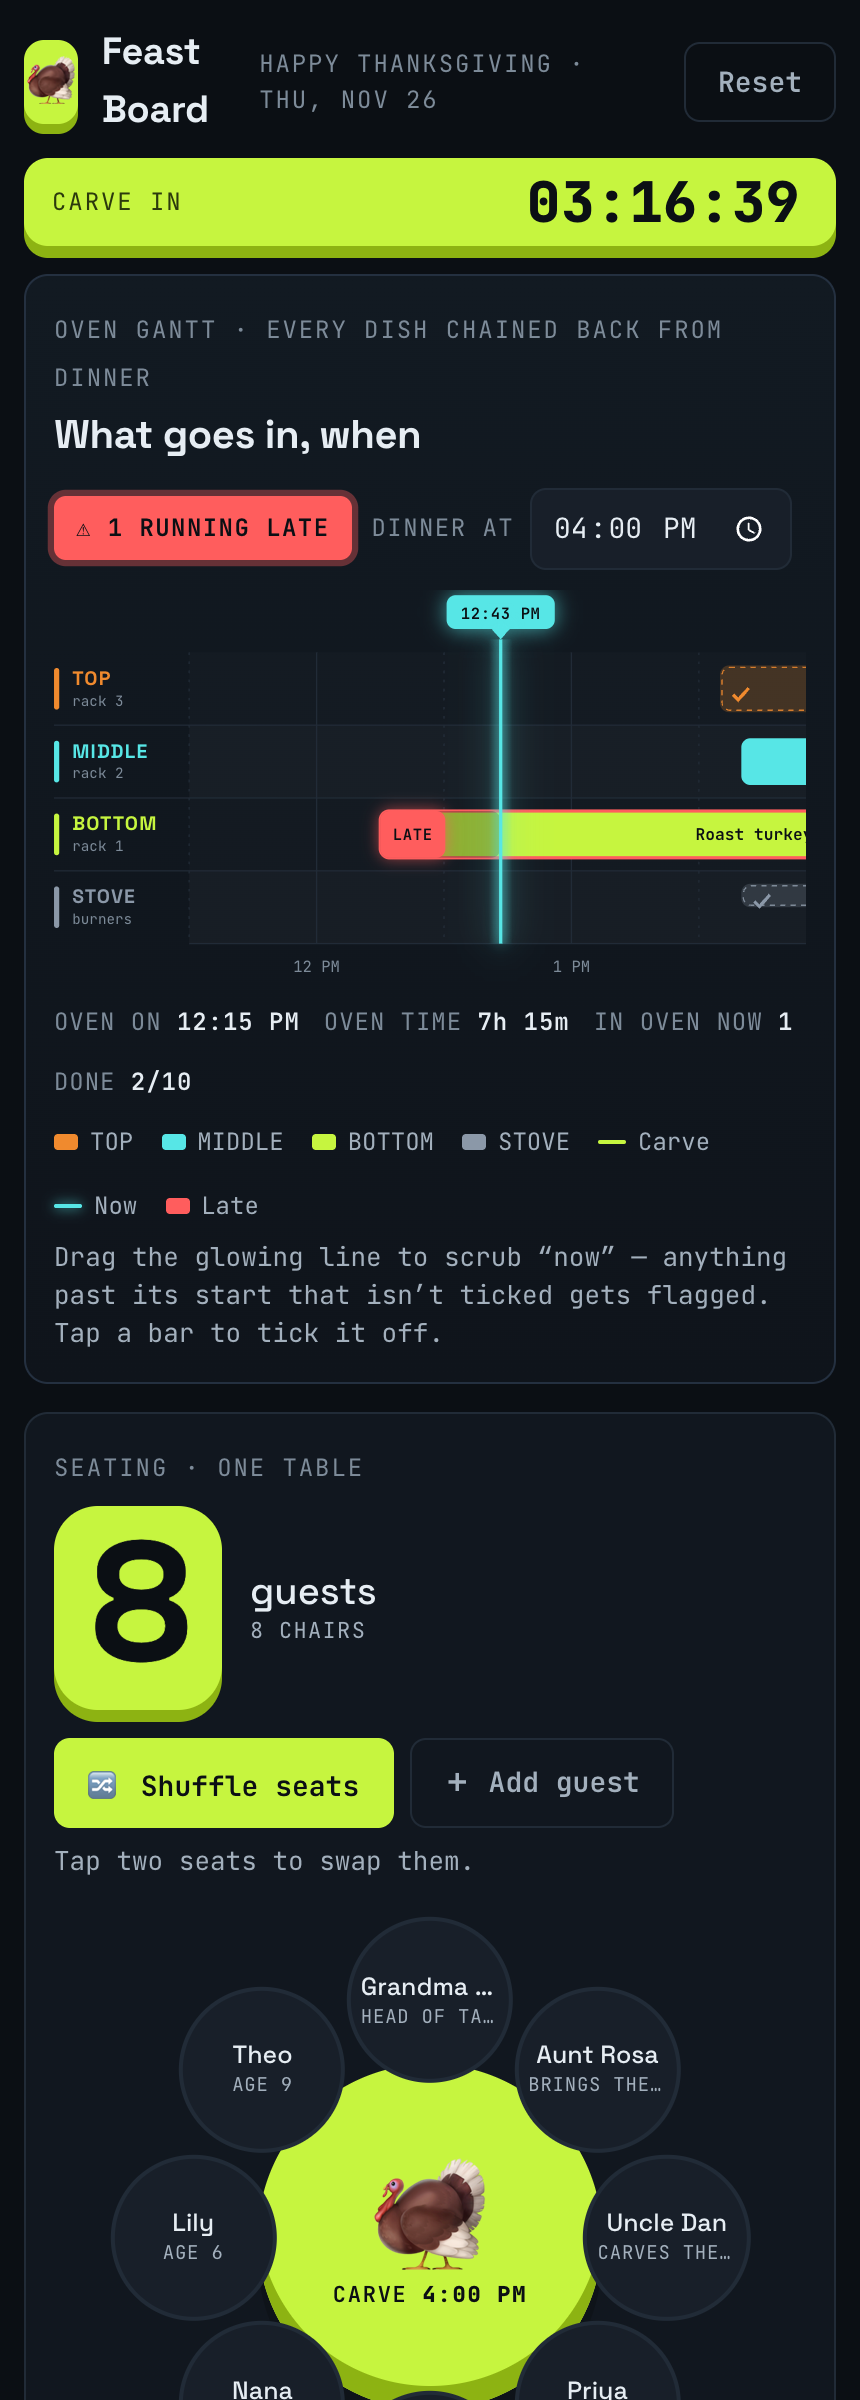 Feast
Board
HAPPY THANKSGIVING ·
THU, NOV 26
Reset
CARVE IN
03:16:39
OVEN GANTT · EVERY DISH CHAINED BACK FROM
DINNER
What goes in, when
⚠ 1 RUNNING LATE
DINNER AT
04:00 PM
12:43 PM
TOP
rack 3
MIDDLE
rack 2
BOTTOM
rack 1
LATE
Roast turkey
STOVE
burners
12 PM
1 PM
OVEN ON 12:15 PM OVEN TIME 7h 15m IN OVEN NOW 1
DONE 2/10
TOP MIDDLE BOTTOM STOVE Carve
Now Late
Drag the glowing line to scrub “now” — anything
past its start that isn’t ticked gets flagged.
Tap a bar to tick it off.
SEATING · ONE TABLE
8
guests
8 CHAIRS
🔀 Shuffle seats
+ Add guest
Tap two seats to swap them.
Grandma …
HEAD OF TA…
Theo
AGE 9
Aunt Rosa
BRINGS THE…
Lily
AGE 6
Uncle Dan
CARVES THE…
CARVE 4:00 PM
Nana
Priya